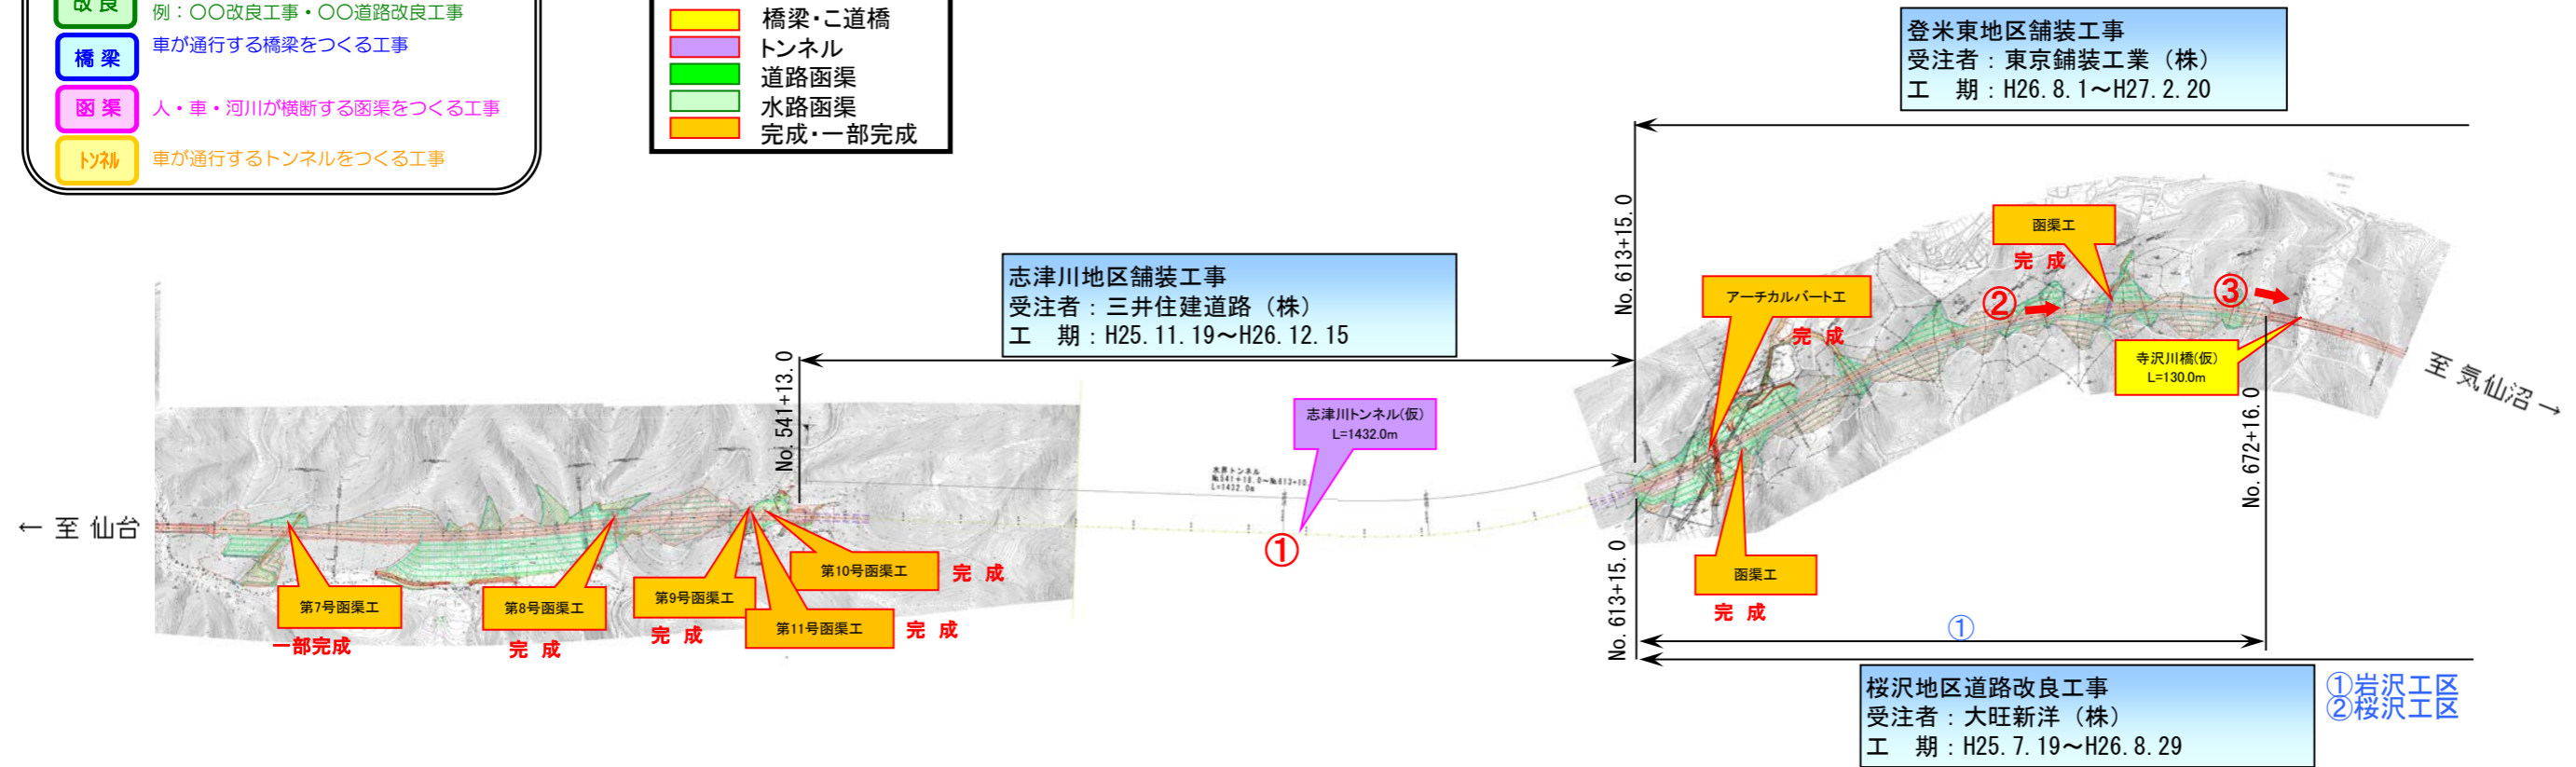 改良
例：〇〇改良工事・〇〇道路改良工事
橋梁
車が通行する橋梁をつくる工事
函渠
人・車・河川が横断する函渠をつくる工事
トンネル
車が通行するトンネルをつくる工事
橋梁・こ道橋
トンネル
道路函渠
水路函渠
完成・一部完成
登米東地区舗装工事
受注者：東京鋪装工業（株）
工　期：H26.8.1～H27.2.20
志津川地区舗装工事
受注者：三井住建道路（株）
工　期：H25.11.19～H26.12.15
No.541+13.0
No.613+15.0
函渠工
完 成
アーチカルバート工
完 成
②
③
寺沢川橋(仮)
L=130.0m
至 気仙沼 →
No.672+16.0
志津川トンネル(仮)
L=1432.0m
水界トンネル
L=1432.0m
①
← 至 仙台
第7号函渠工
一部完成
第8号函渠工
完 成
第9号函渠工
完 成
第10号函渠工
完 成
第11号函渠工
完 成
函渠工
完 成
No.613+15.0
①
桜沢地区道路改良工事
受注者：大旺新洋（株）
工　期：H25.7.19～H26.8.29
①岩沢工区
②桜沢工区